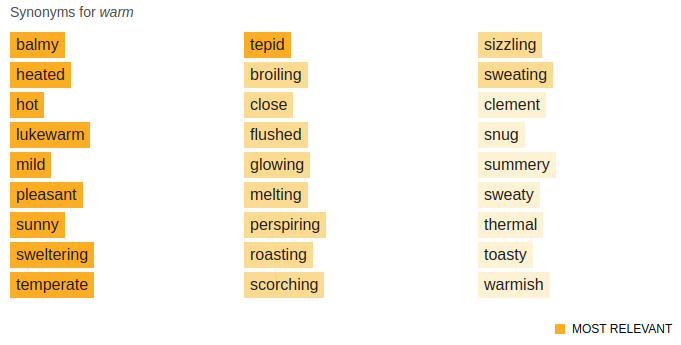 Synonyms for warm
balmy
heated
hot
lukewarm
mild
pleasant
sunny
sweltering
temperate
tepid
broiling
close
flushed
glowing
melting
perspiring
roasting
scorching
sizzling
sweating
clement
snug
summery
sweaty
thermal
toasty
warmish
MOST RELEVANT